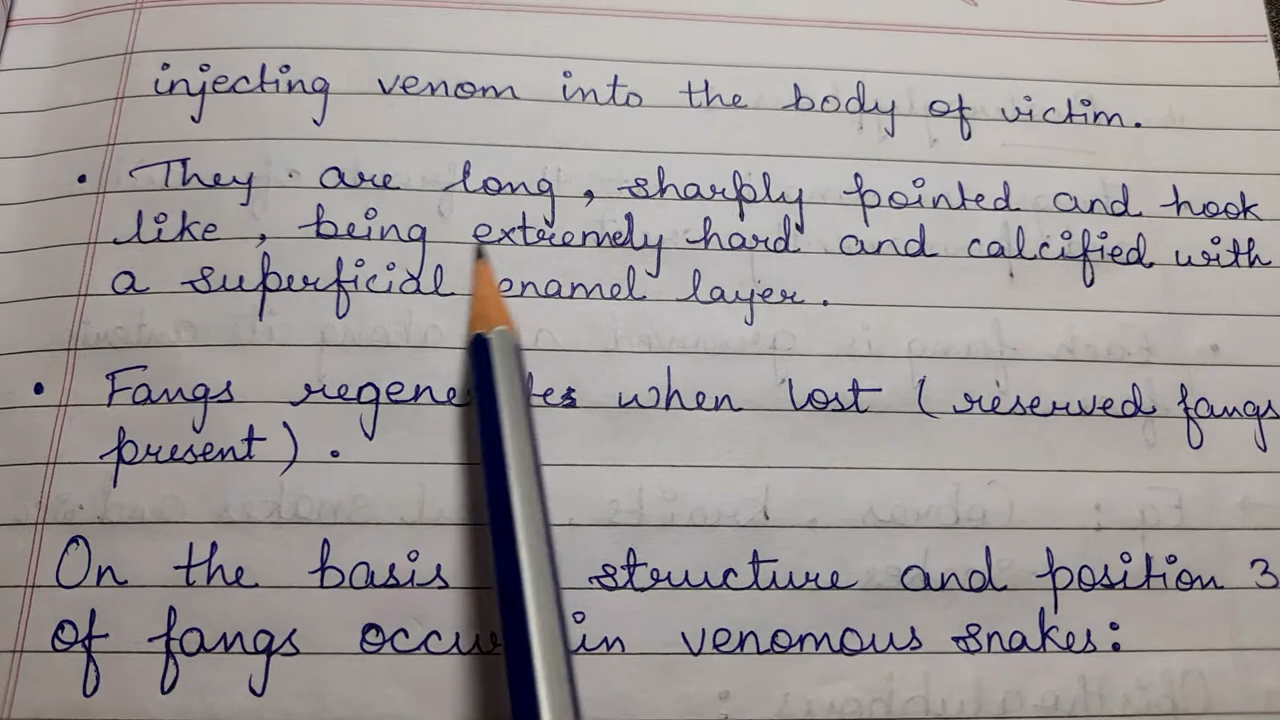 injecting venom into the body of victim.
• They are long, sharply pointed and hook
like, being extremely hard and calcified with
a superficial enamel layer.
• Fangs regene tes when lost (reserved fangs
present).
On the basis structure and position 3
of fangs occu in venomous snakes: